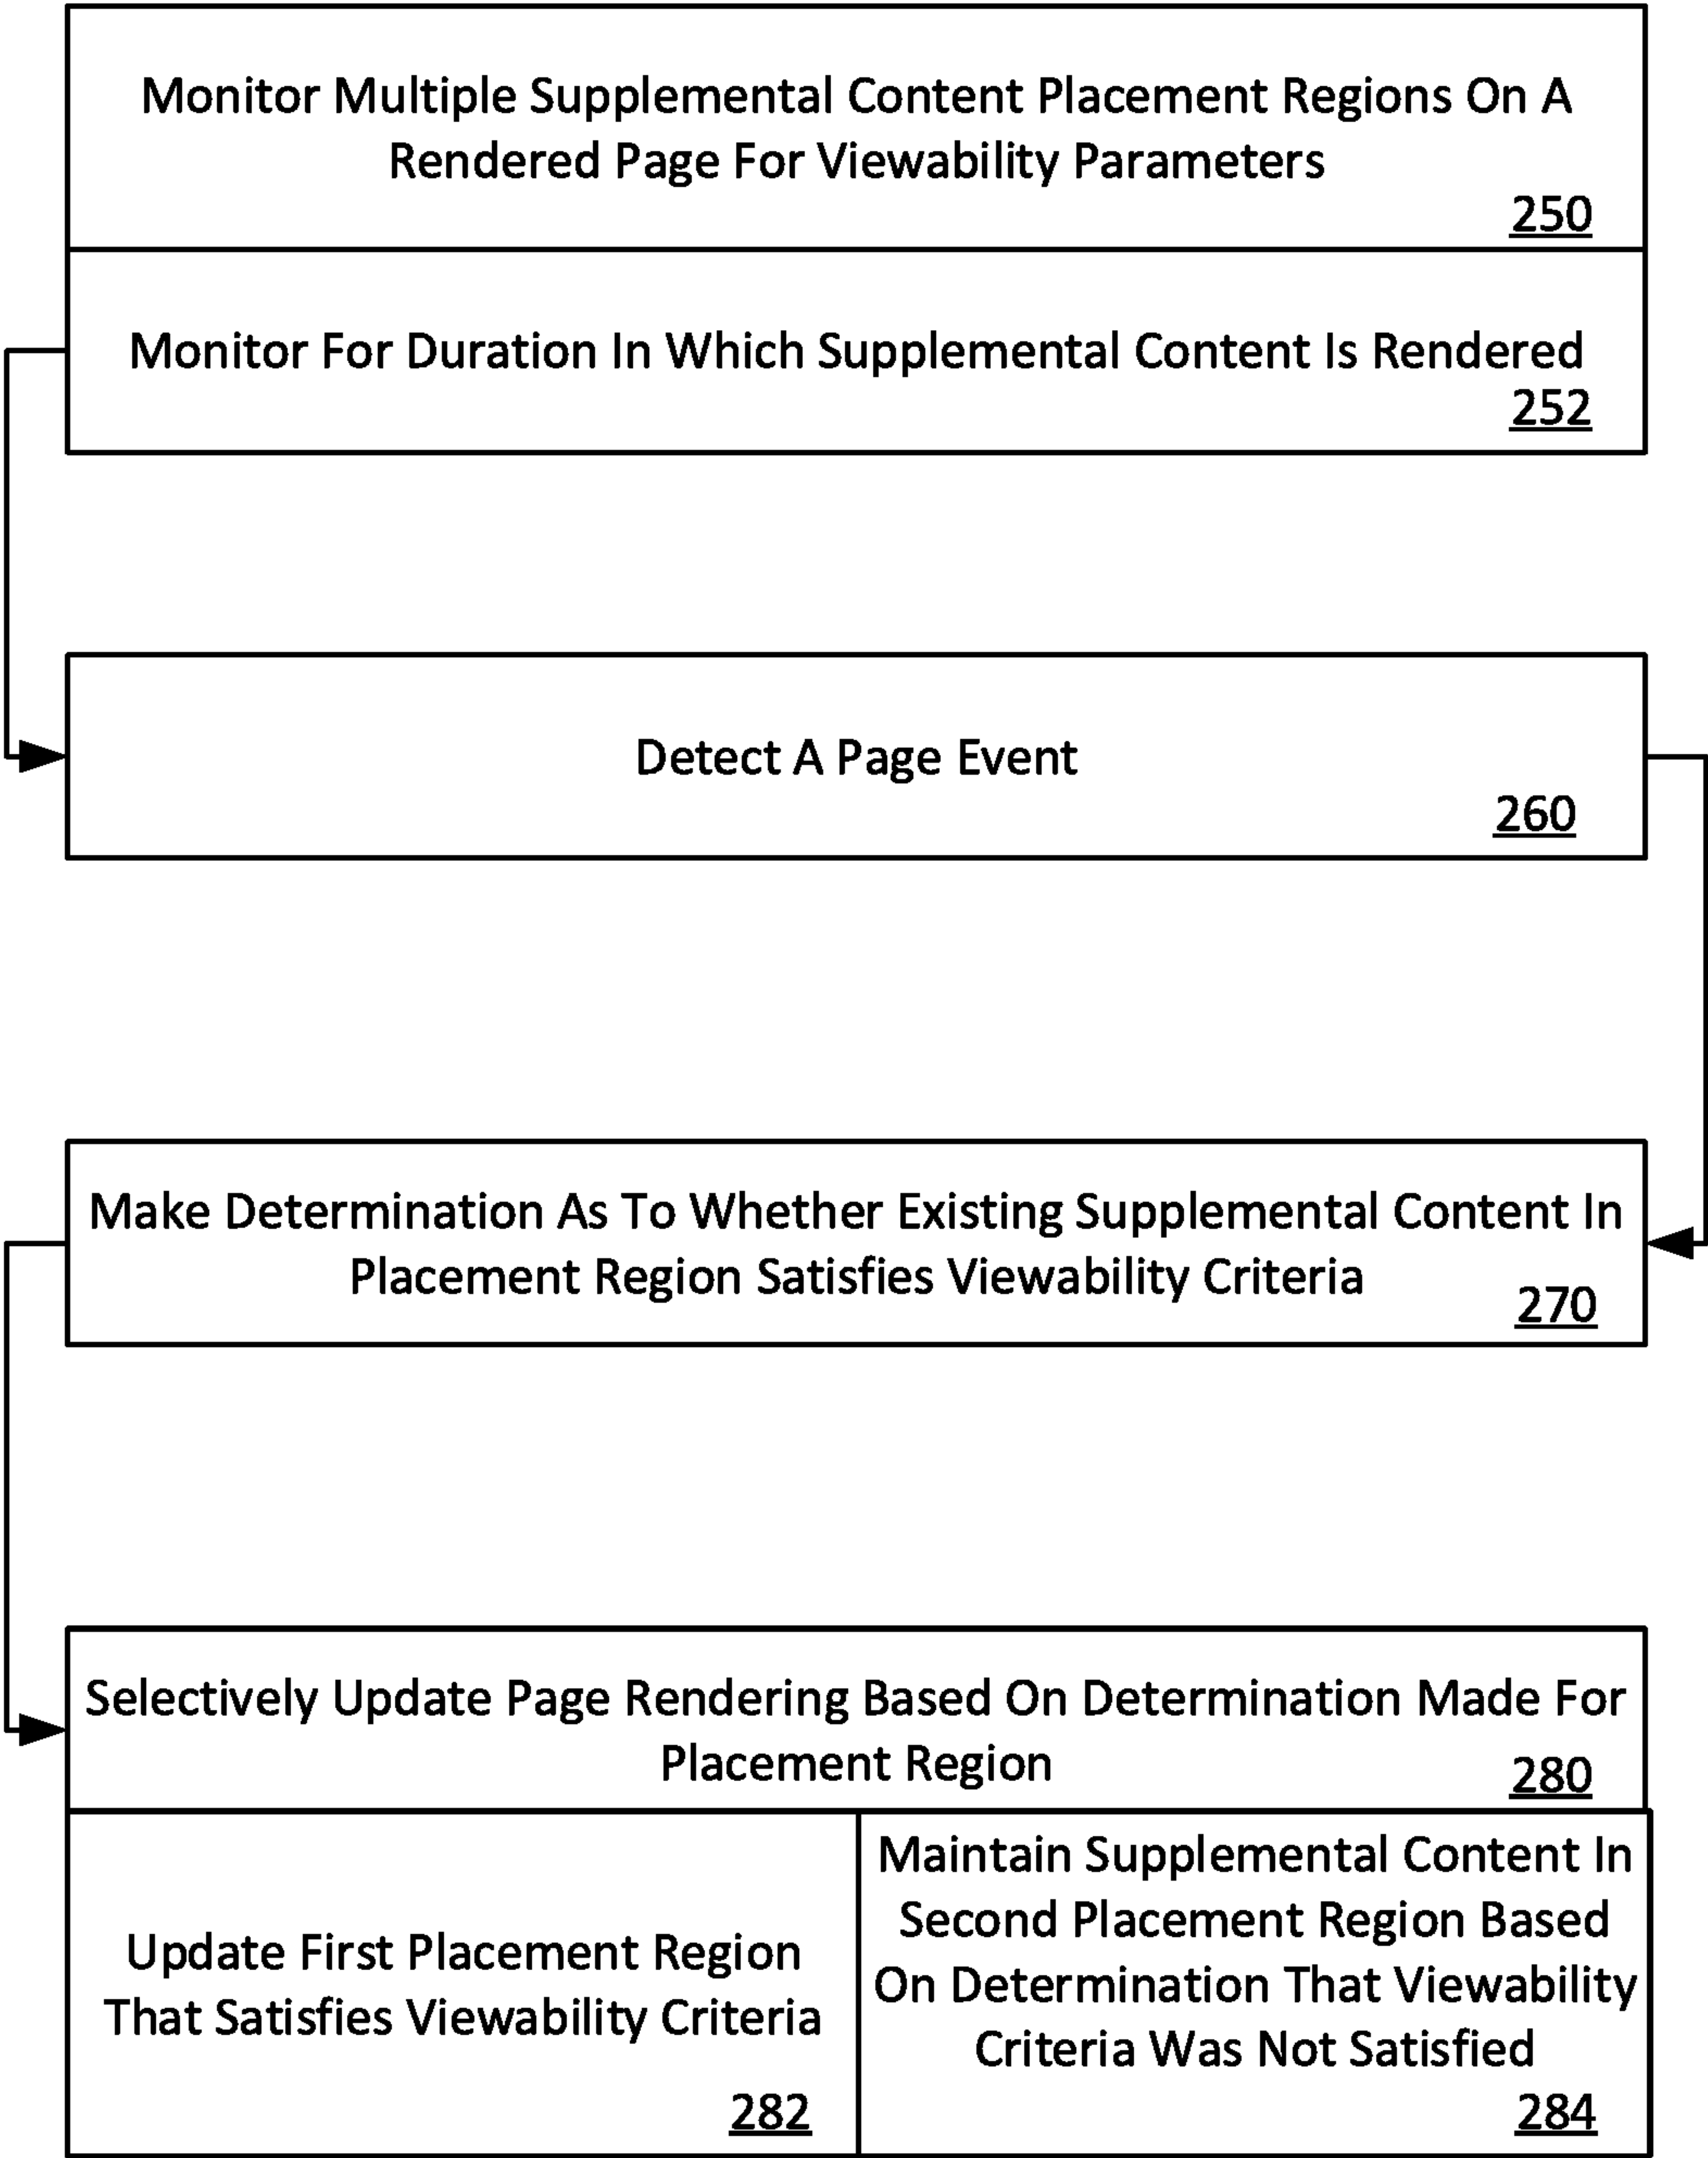 Monitor Multiple Supplemental Content Placement Regions On A
Rendered Page For Viewability Parameters
250
Monitor For Duration In Which Supplemental Content Is Rendered
252
Detect A Page Event
260
Make Determination As To Whether Existing Supplemental Content In
Placement Region Satisfies Viewability Criteria
270
Selectively Update Page Rendering Based On Determination Made For
Placement Region
280
Update First Placement Region
That Satisfies Viewability Criteria
282
Maintain Supplemental Content In
Second Placement Region Based
On Determination That Viewability
Criteria Was Not Satisfied
284